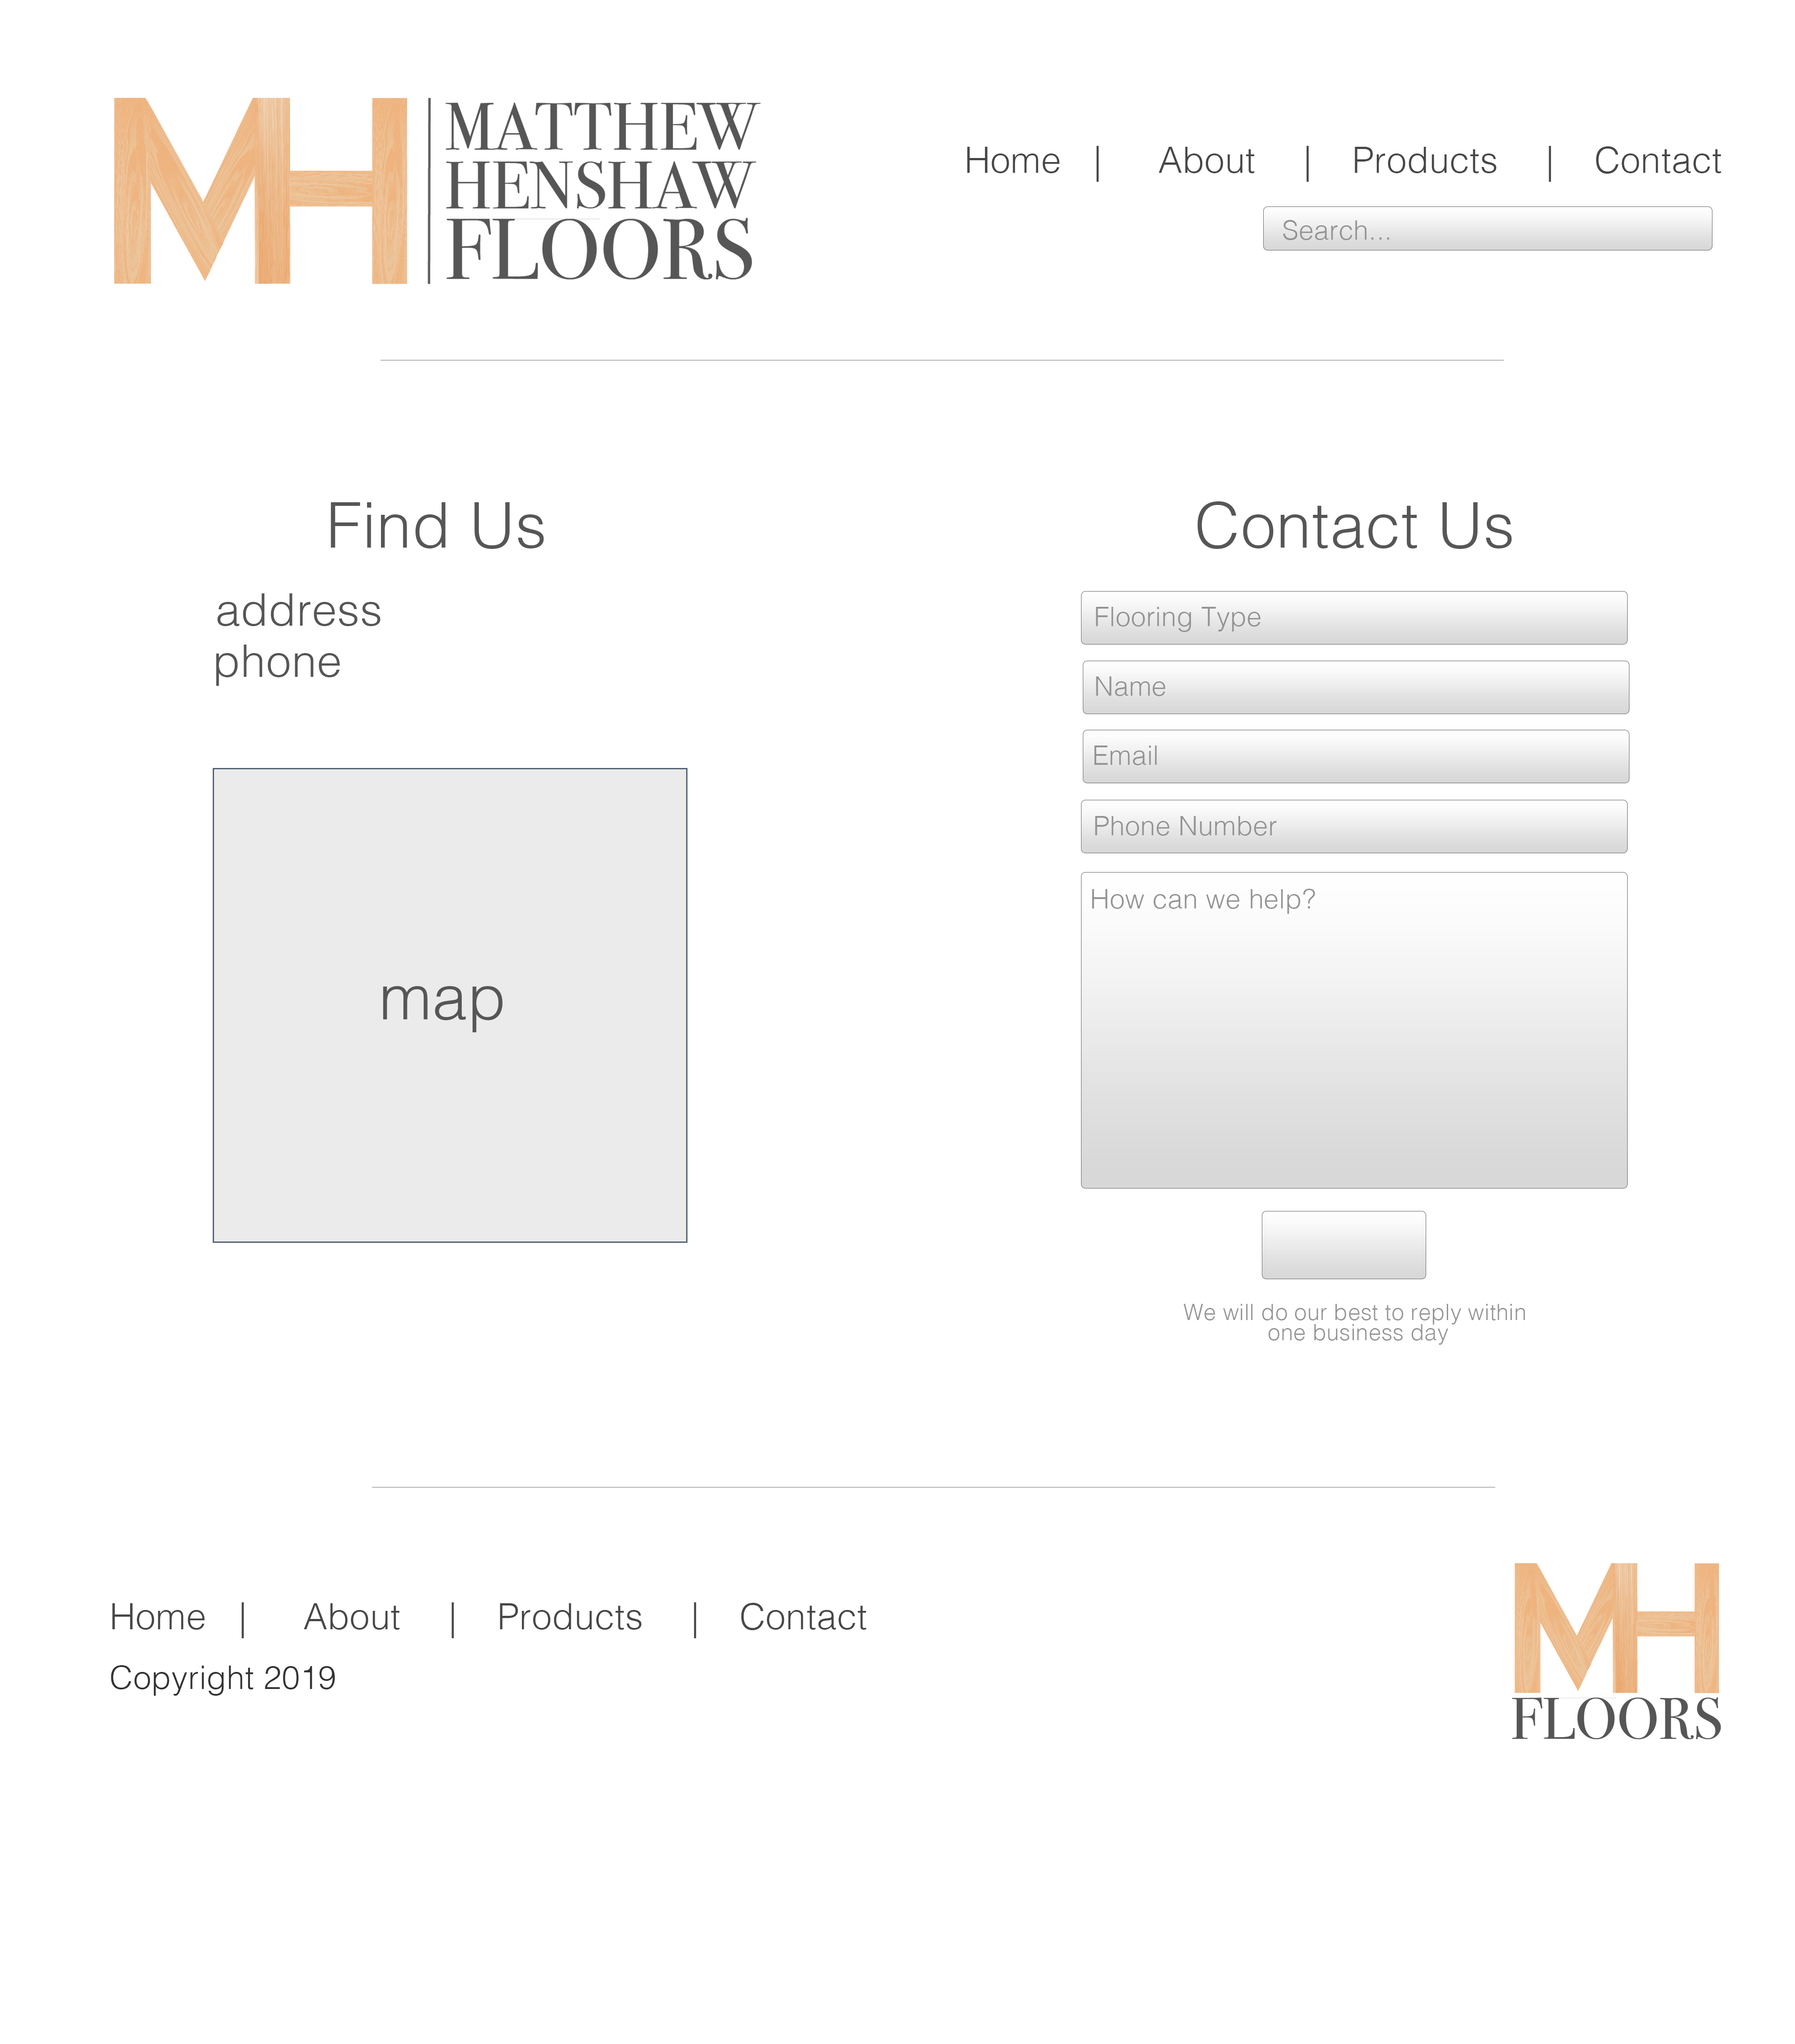 MH
MATTHEW
HENSHAW
FLOORS
Home | About | Products | Contact
Search...
Find Us
address
phone
map
Contact Us
Flooring Type
Name
Email
Phone Number
How can we help?
We will do our best to reply within
one business day
Home | About | Products | Contact
Copyright 2019
MH
FLOORS